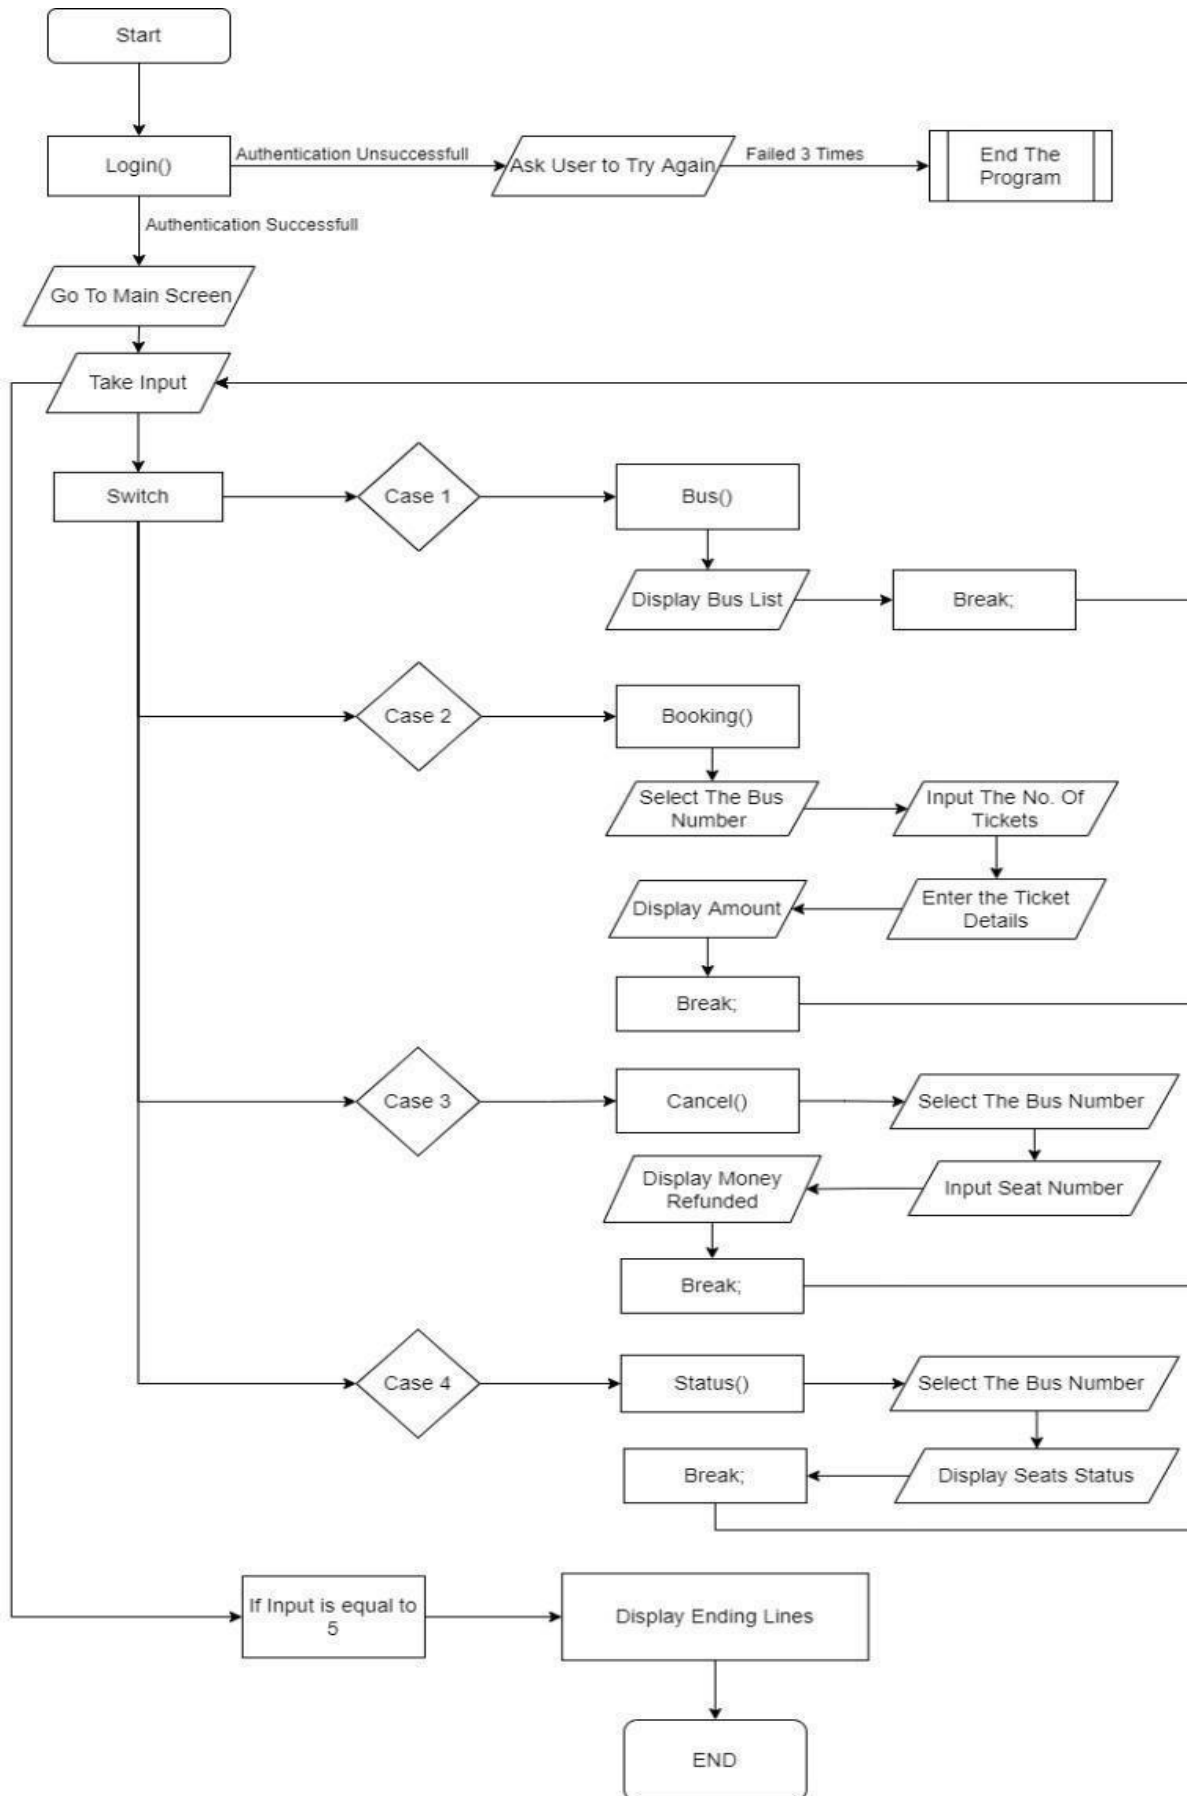 Start
Login()
Authentication Unsuccessfull
Ask User to Try Again
Failed 3 Times
End The
Program
Authentication Successfull
Go To Main Screen
Take Input
Switch
Case 1
Bus()
Display Bus List
Break;
Case 2
Booking()
Select The Bus
Number
Input The No. Of
Tickets
Enter the Ticket
Details
Display Amount
Break;
Case 3
Cancel()
Select The Bus Number
Input Seat Number
Display Money
Refunded
Break;
Case 4
Status()
Select The Bus Number
Display Seats Status
Break;
If Input is equal to
5
Display Ending Lines
END